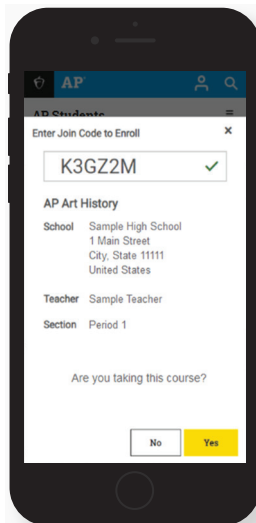 AP
AP Students
Enter Join Code to Enroll ×
K3GZ2M
AP Art History
School Sample High School
1 Main Street
City, State 11111
United States
Teacher Sample Teacher
Section Period 1
Are you taking this course?
No Yes